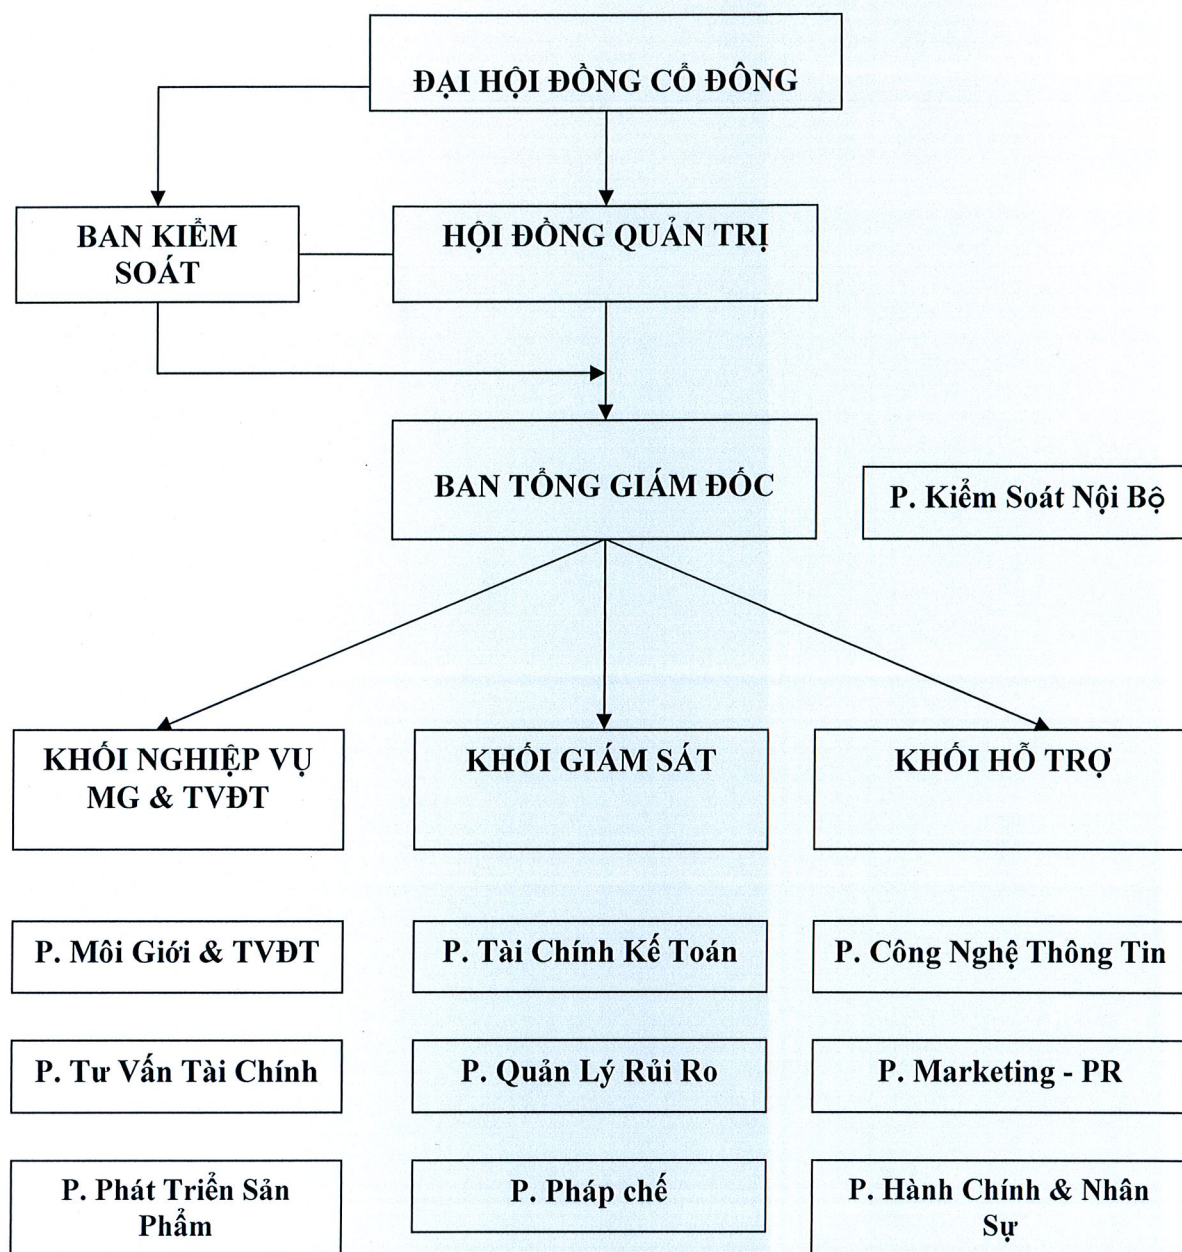 ĐẠI HỘI ĐỒNG CỔ ĐÔNG
BAN KIỂM
SOÁT
HỘI ĐỒNG QUẢN TRỊ
BAN TỔNG GIÁM ĐỐC
P. Kiểm Soát Nội Bộ
KHỐI NGHIỆP VỤ
MG & TVĐT
KHỐI GIÁM SÁT
KHỐI HỖ TRỢ
P. Môi Giới & TVĐT
P. Tài Chính Kế Toán
P. Công Nghệ Thông Tin
P. Tư Vấn Tài Chính
P. Quản Lý Rủi Ro
P. Marketing - PR
P. Phát Triển Sản
Phẩm
P. Pháp chế
P. Hành Chính & Nhân
Sự